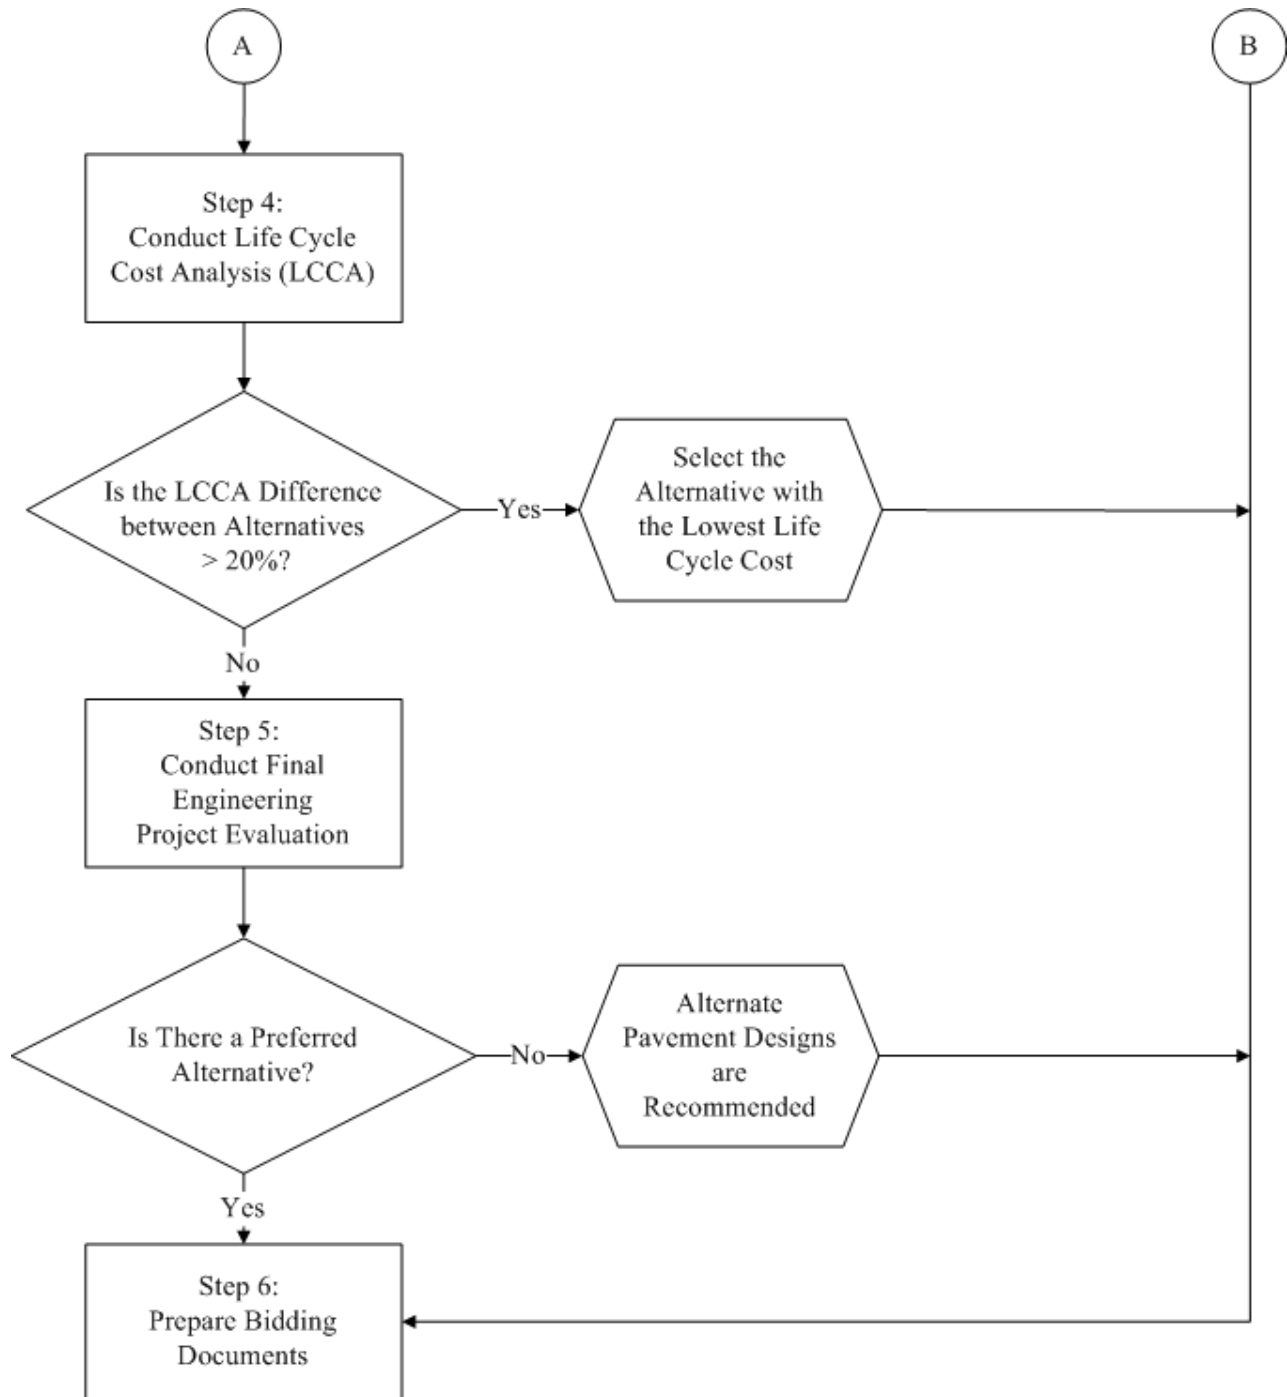 A
B
Step 4:
Conduct Life Cycle
Cost Analysis (LCCA)
Is the LCCA Difference
between Alternatives
> 20%?
Yes
Select the
Alternative with
the Lowest Life
Cycle Cost
No
Step 5:
Conduct Final
Engineering
Project Evaluation
Is There a Preferred
Alternative?
No
Alternate
Pavement Designs
are
Recommended
Yes
Step 6:
Prepare Bidding
Documents